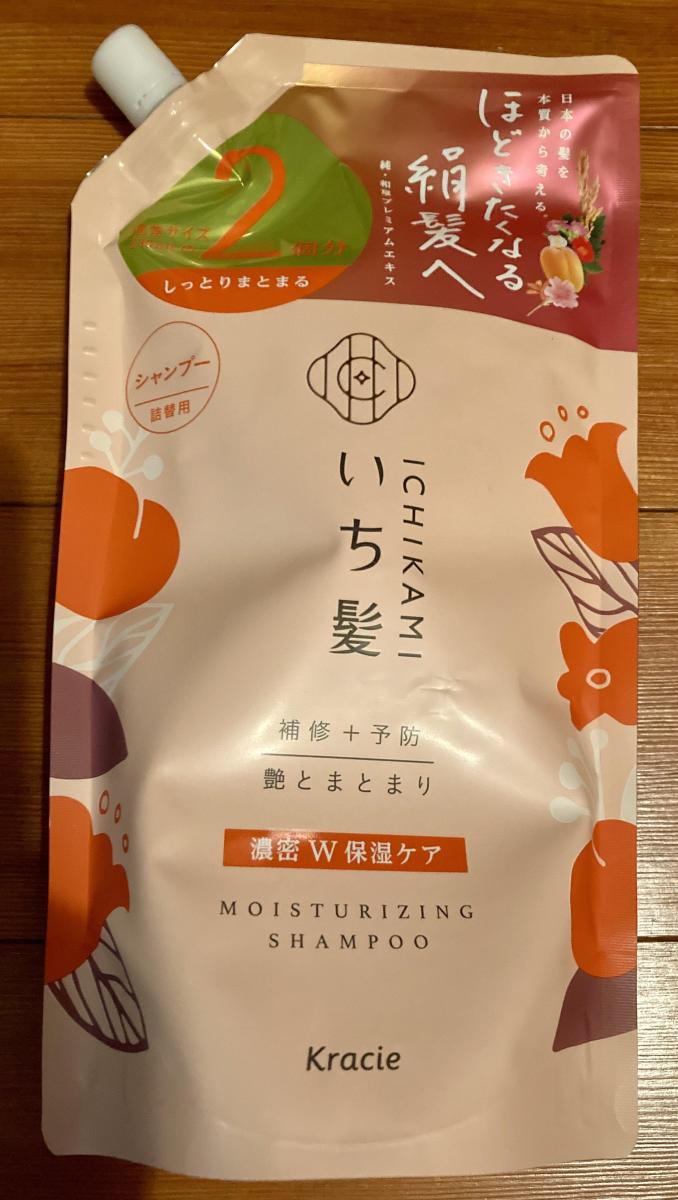 日本の髪を
本質から考える。
ほどきたくなる
絹髪へ
純・和草プレミアムエキス
2
個分
しっとりまとまる
シャンプー
詰替用
ICHIKAMI
いち髪
補修+予防
艶とまとまり
濃密W保湿ケア
MOISTURIZING
SHAMPOO
Kracie